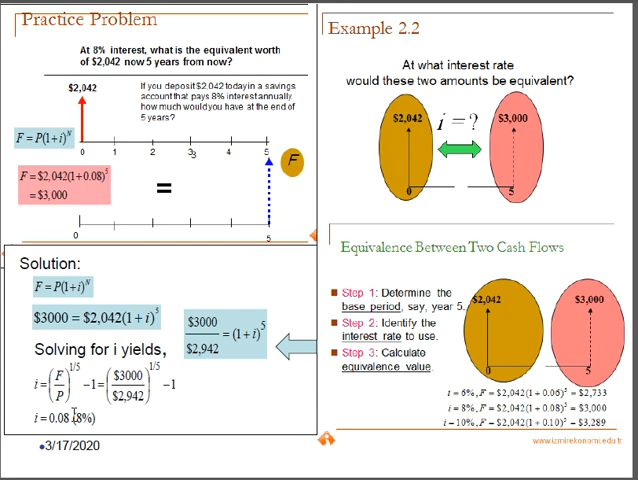 Practice Problem
At 8% interest, what is the equivalent worth
of $2,042 now 5 years from now?
$2,042
If you deposit $2,042 today in a savings
account that pays 8% interest annually.
how much would you have at the end of
5 years?
F = P(1+i)^N
0 1 2 3 3 4 5
F
F = $2,042(1+0.08)^5
= $3,000
=
0
5
Example 2.2
At what interest rate
would these two amounts be equivalent?
$2,042
i = ?
$3,000
0
5
Solution:
F = P(1+i)^N
$3000 = $2,042(1+i)^5
$3000
$2,942
= (1+i)^5
Solving for i yields,
i = (F/P)^1/5 − 1 = ($3000/$2,942)^1/5 − 1
i = 0.08 (8%)
•3/17/2020
Equivalence Between Two Cash Flows
Step 1: Determine the
base period, say, year 5.
Step 2: Identify the
interest rate to use.
Step 3: Calculate
equivalence value.
$2,042
$3,000
0
5
i = 6%, F = $2,042(1+0.06)^5 = $2,733
i = 8%, F = $2,042(1+0.08)^5 = $3,000
i = 10%, F = $2,042(1+0.10)^5 = $3,289
www.izmirekonomi.edu.tr